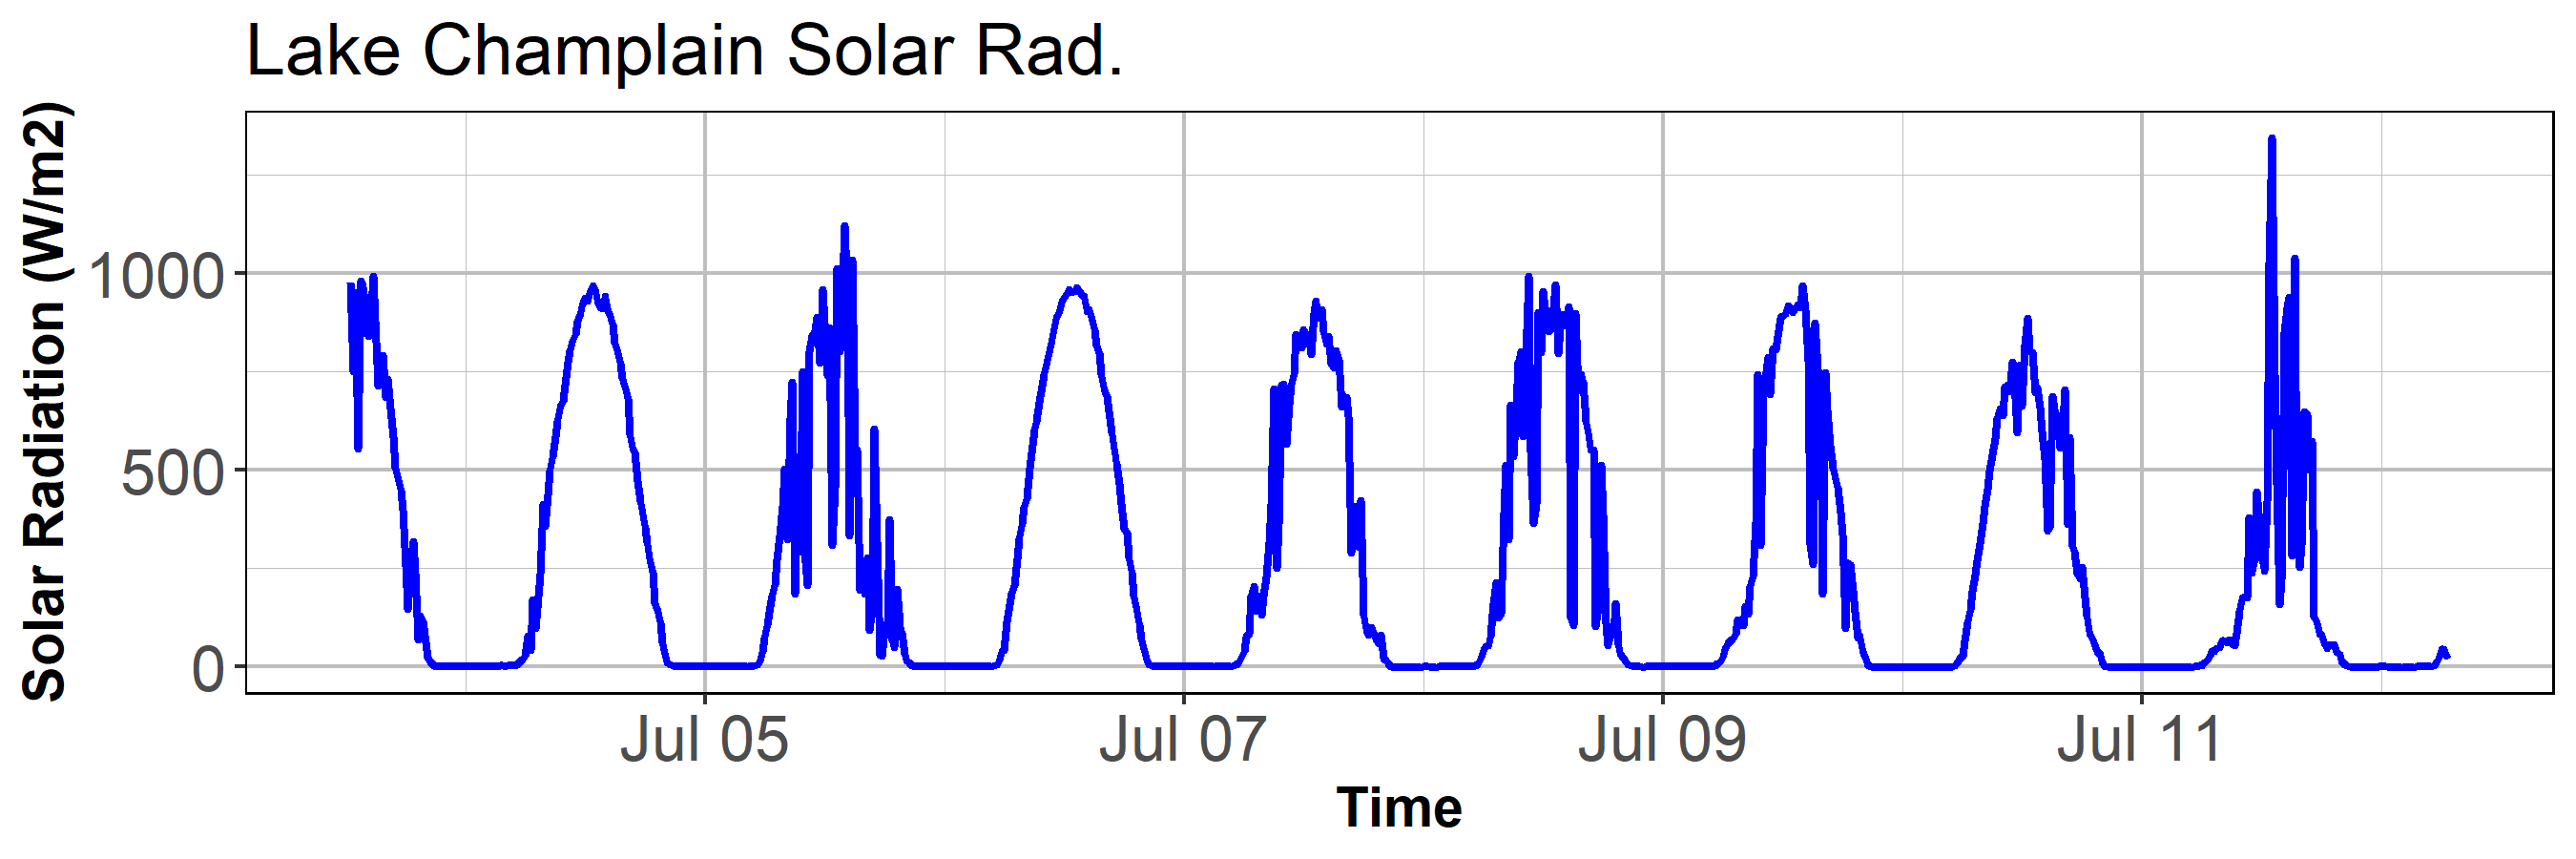 Lake Champlain Solar Rad.
Solar Radiation (W/m2)
1000
500
0
Jul 05
Jul 07
Jul 09
Jul 11
Time